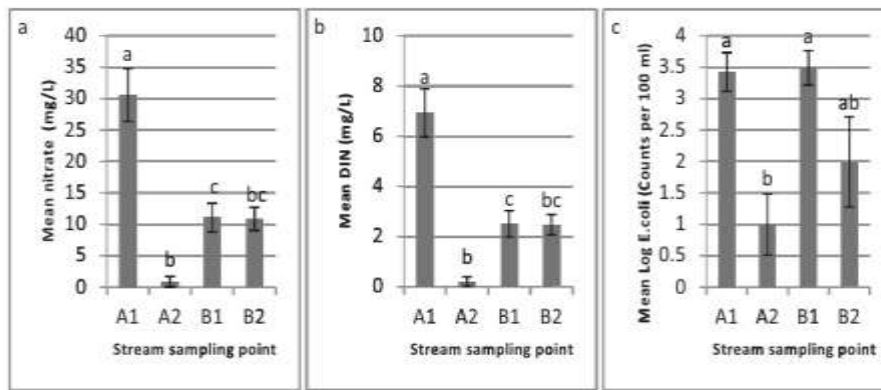 a
Mean nitrate (mg/L)
40
35
30
25
20
15
10
5
0
a
b
c
bc
A1 A2 B1 B2
Stream sampling point
b
Mean DIN (mg/L)
10
8
6
4
2
0
a
b
c
bc
A1 A2 B1 B2
Stream sampling point
c
Mean Log E.coli (Counts per 100 ml)
4
3.5
3
2.5
2
1.5
1
0.5
0
a
b
a
ab
A1 A2 B1 B2
Stream sampling point